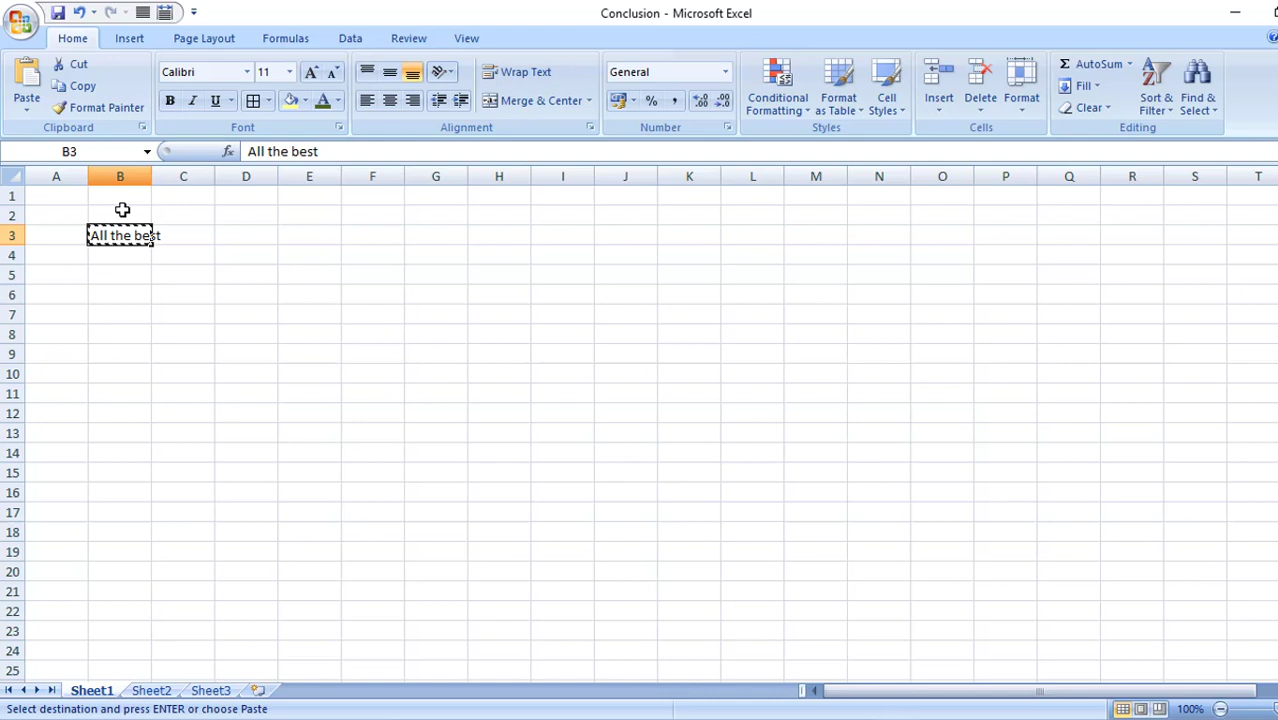 Conclusion - Microsoft Excel
Home Insert Page Layout Formulas Data Review View
Paste
Cut
Copy
Format Painter
Clipboard
Calibri 11
B I U A
Font
Wrap Text
Merge & Center
Alignment
General
% ,
Number
Conditional Formatting
Format as Table
Cell Styles
Styles
Insert Delete Format
Cells
Σ AutoSum
Fill
Clear
Sort & Filter
Find & Select
Editing
B3 fx All the best
A B C D E F G H I J K L M N O P Q R S T
1
2
3 All the best
4
5
6
7
8
9
10
11
12
13
14
15
16
17
18
19
20
21
22
23
24
25
Sheet1 Sheet2 Sheet3
Select destination and press ENTER or choose Paste 100%